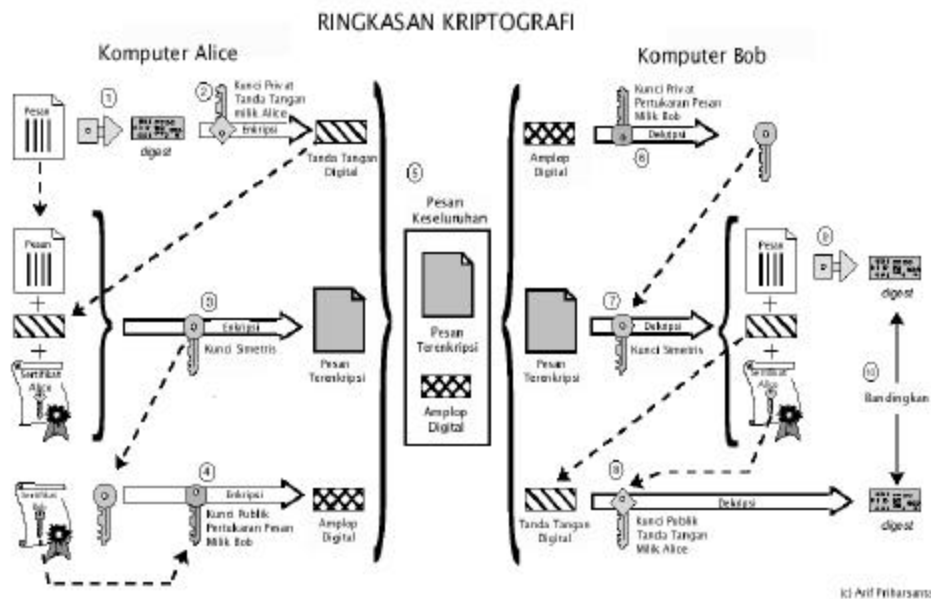 RINGKASAN KRIPTOGRAFI
Komputer Alice
Komputer Bob
Pesan
1
digest
2
Kunci Privat
Tanda Tangan
milik Alice
Enkripsi
Tanda Tangan
Digital
Pesan
+
+
Sertifikat
Alice
3
Enkripsi
Kunci Simetris
Pesan
Terenkripsi
Sertifikat
Bob
4
Enkripsi
Kunci Publik
Pertukaran Pesan
Milik Bob
Amplop
Digital
5
Pesan
Keseluruhan
Pesan
Terenkripsi
Amplop
Digital
Amplop
Digital
Kunci Privat
Pertukaran Pesan
Milik Bob
Dekripsi
6
Pesan
Terenkripsi
7
Dekripsi
Kunci Simetris
Pesan
+
+
Sertifikat
Alice
9
digest
10
Bandingkan
Tanda Tangan
Digital
8
Dekripsi
Kunci Publik
Tanda Tangan
Milik Alice
digest
(c) Arif Priharsanta